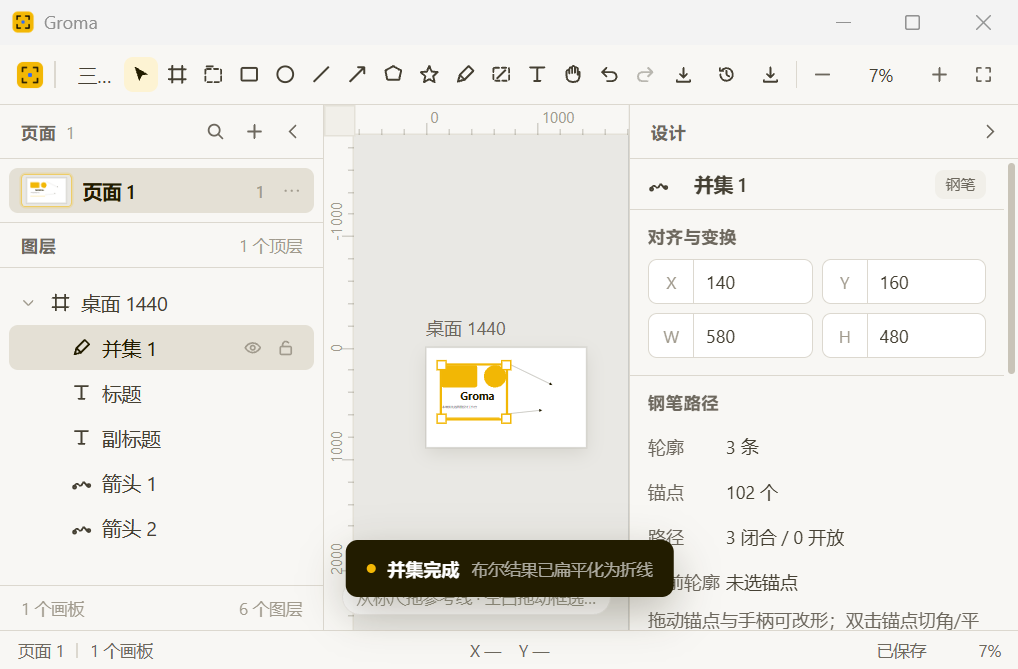 Groma
三...
7%
页面 1
页面 1
1
...
图层
1 个顶层
桌面 1440
并集 1
标题
副标题
箭头 1
箭头 2
1 个画板
6 个图层
0
1000
-1000
0
1000
2000
桌面 1440
Groma
并集完成 布尔结果已扁平化为折线
设计
并集 1
钢笔
对齐与变换
X 140
Y 160
W 580
H 480
钢笔路径
轮廓 3 条
锚点 102 个
路径 3 闭合 / 0 开放
前轮廓 未选锚点
拖动锚点与手柄可改形；双击锚点切角/平
页面 1
1 个画板
X —
Y —
已保存
7%